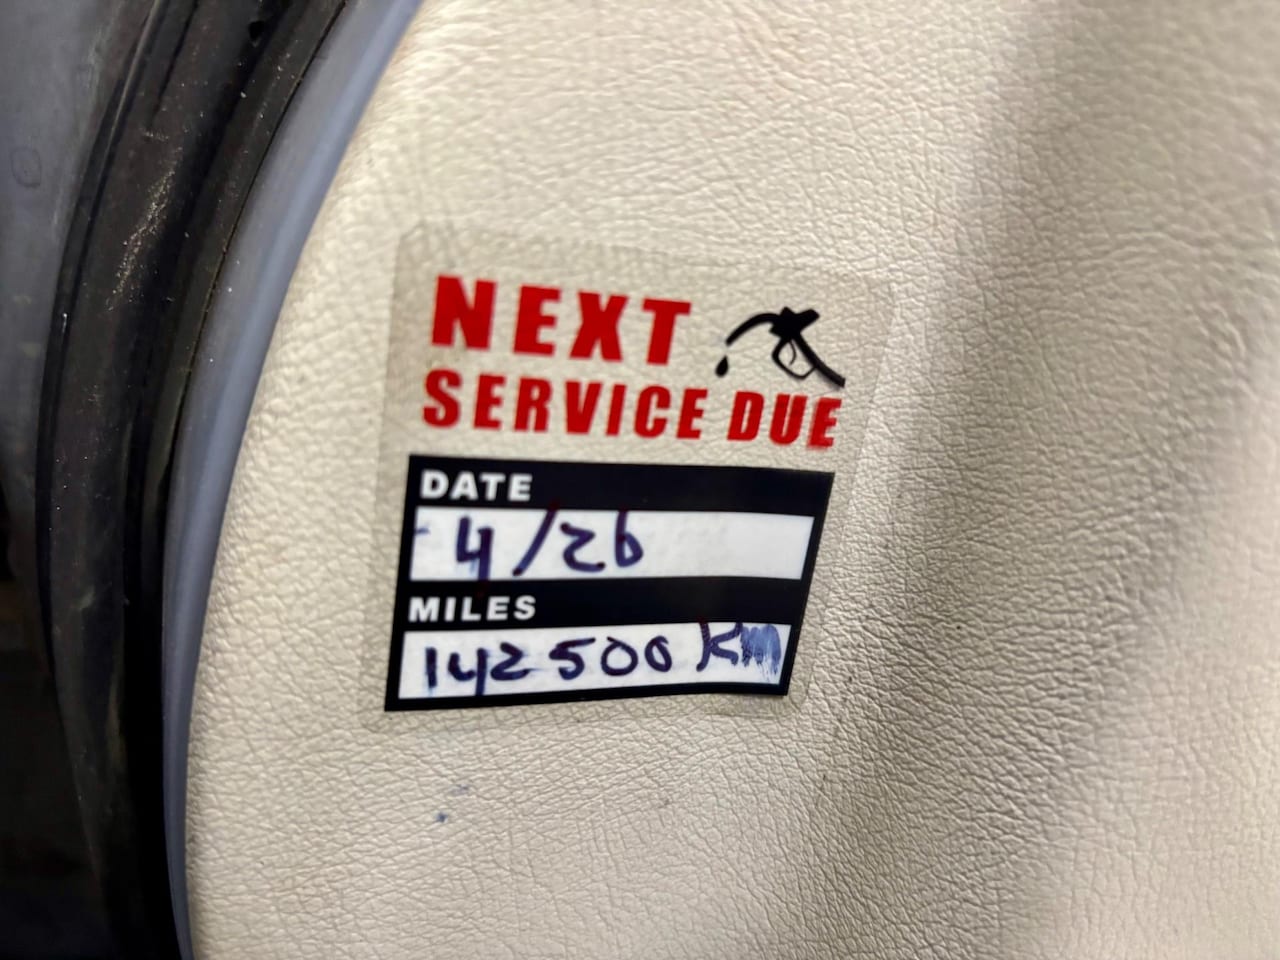 NEXT
SERVICE DUE
DATE
4/26
MILES
142500 Km